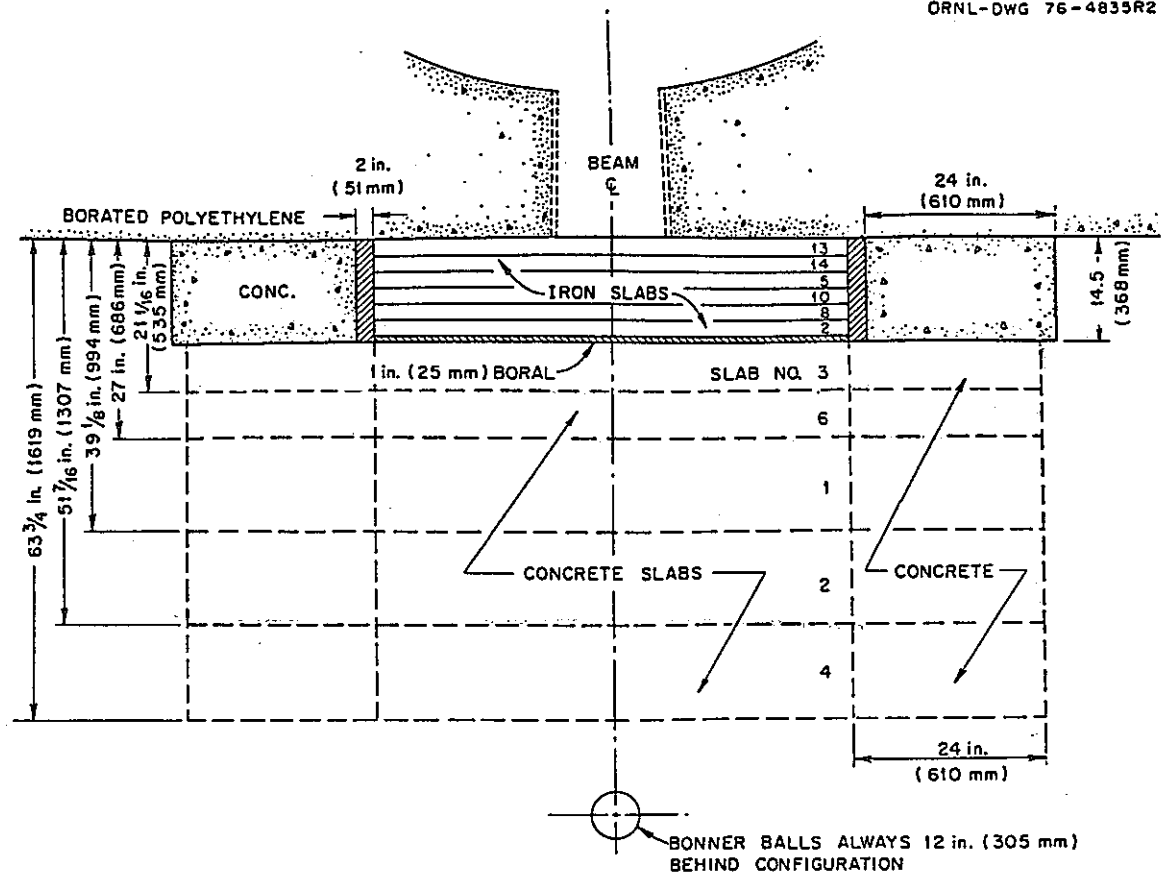 ORNL-DWG 76-4835R2
2 in.
(51 mm)
BEAM
℄
24 in.
(610 mm)
BORATED POLYETHYLENE
13
14
5
10
8
2
CONC.
IRON SLABS
14.5
(368 mm)
1 in. (25 mm) BORAL
SLAB NO. 3
6
1
2
4
63 3/4 in. (1619 mm)
51 7/16 in. (1307 mm)
39 1/8 in. (994 mm)
27 in. (686 mm)
21 1/16 in.
(535 mm)
CONCRETE SLABS
CONCRETE
24 in.
(610 mm)
BONNER BALLS ALWAYS 12 in. (305 mm)
BEHIND CONFIGURATION